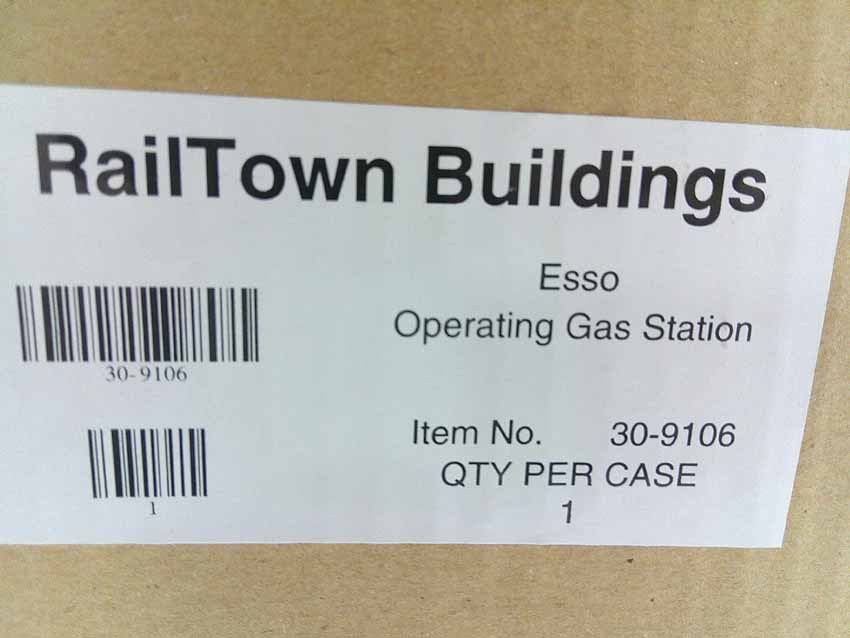 RailTown Buildings
Esso
Operating Gas Station
30-9106
Item No. 30-9106
QTY PER CASE
1
1